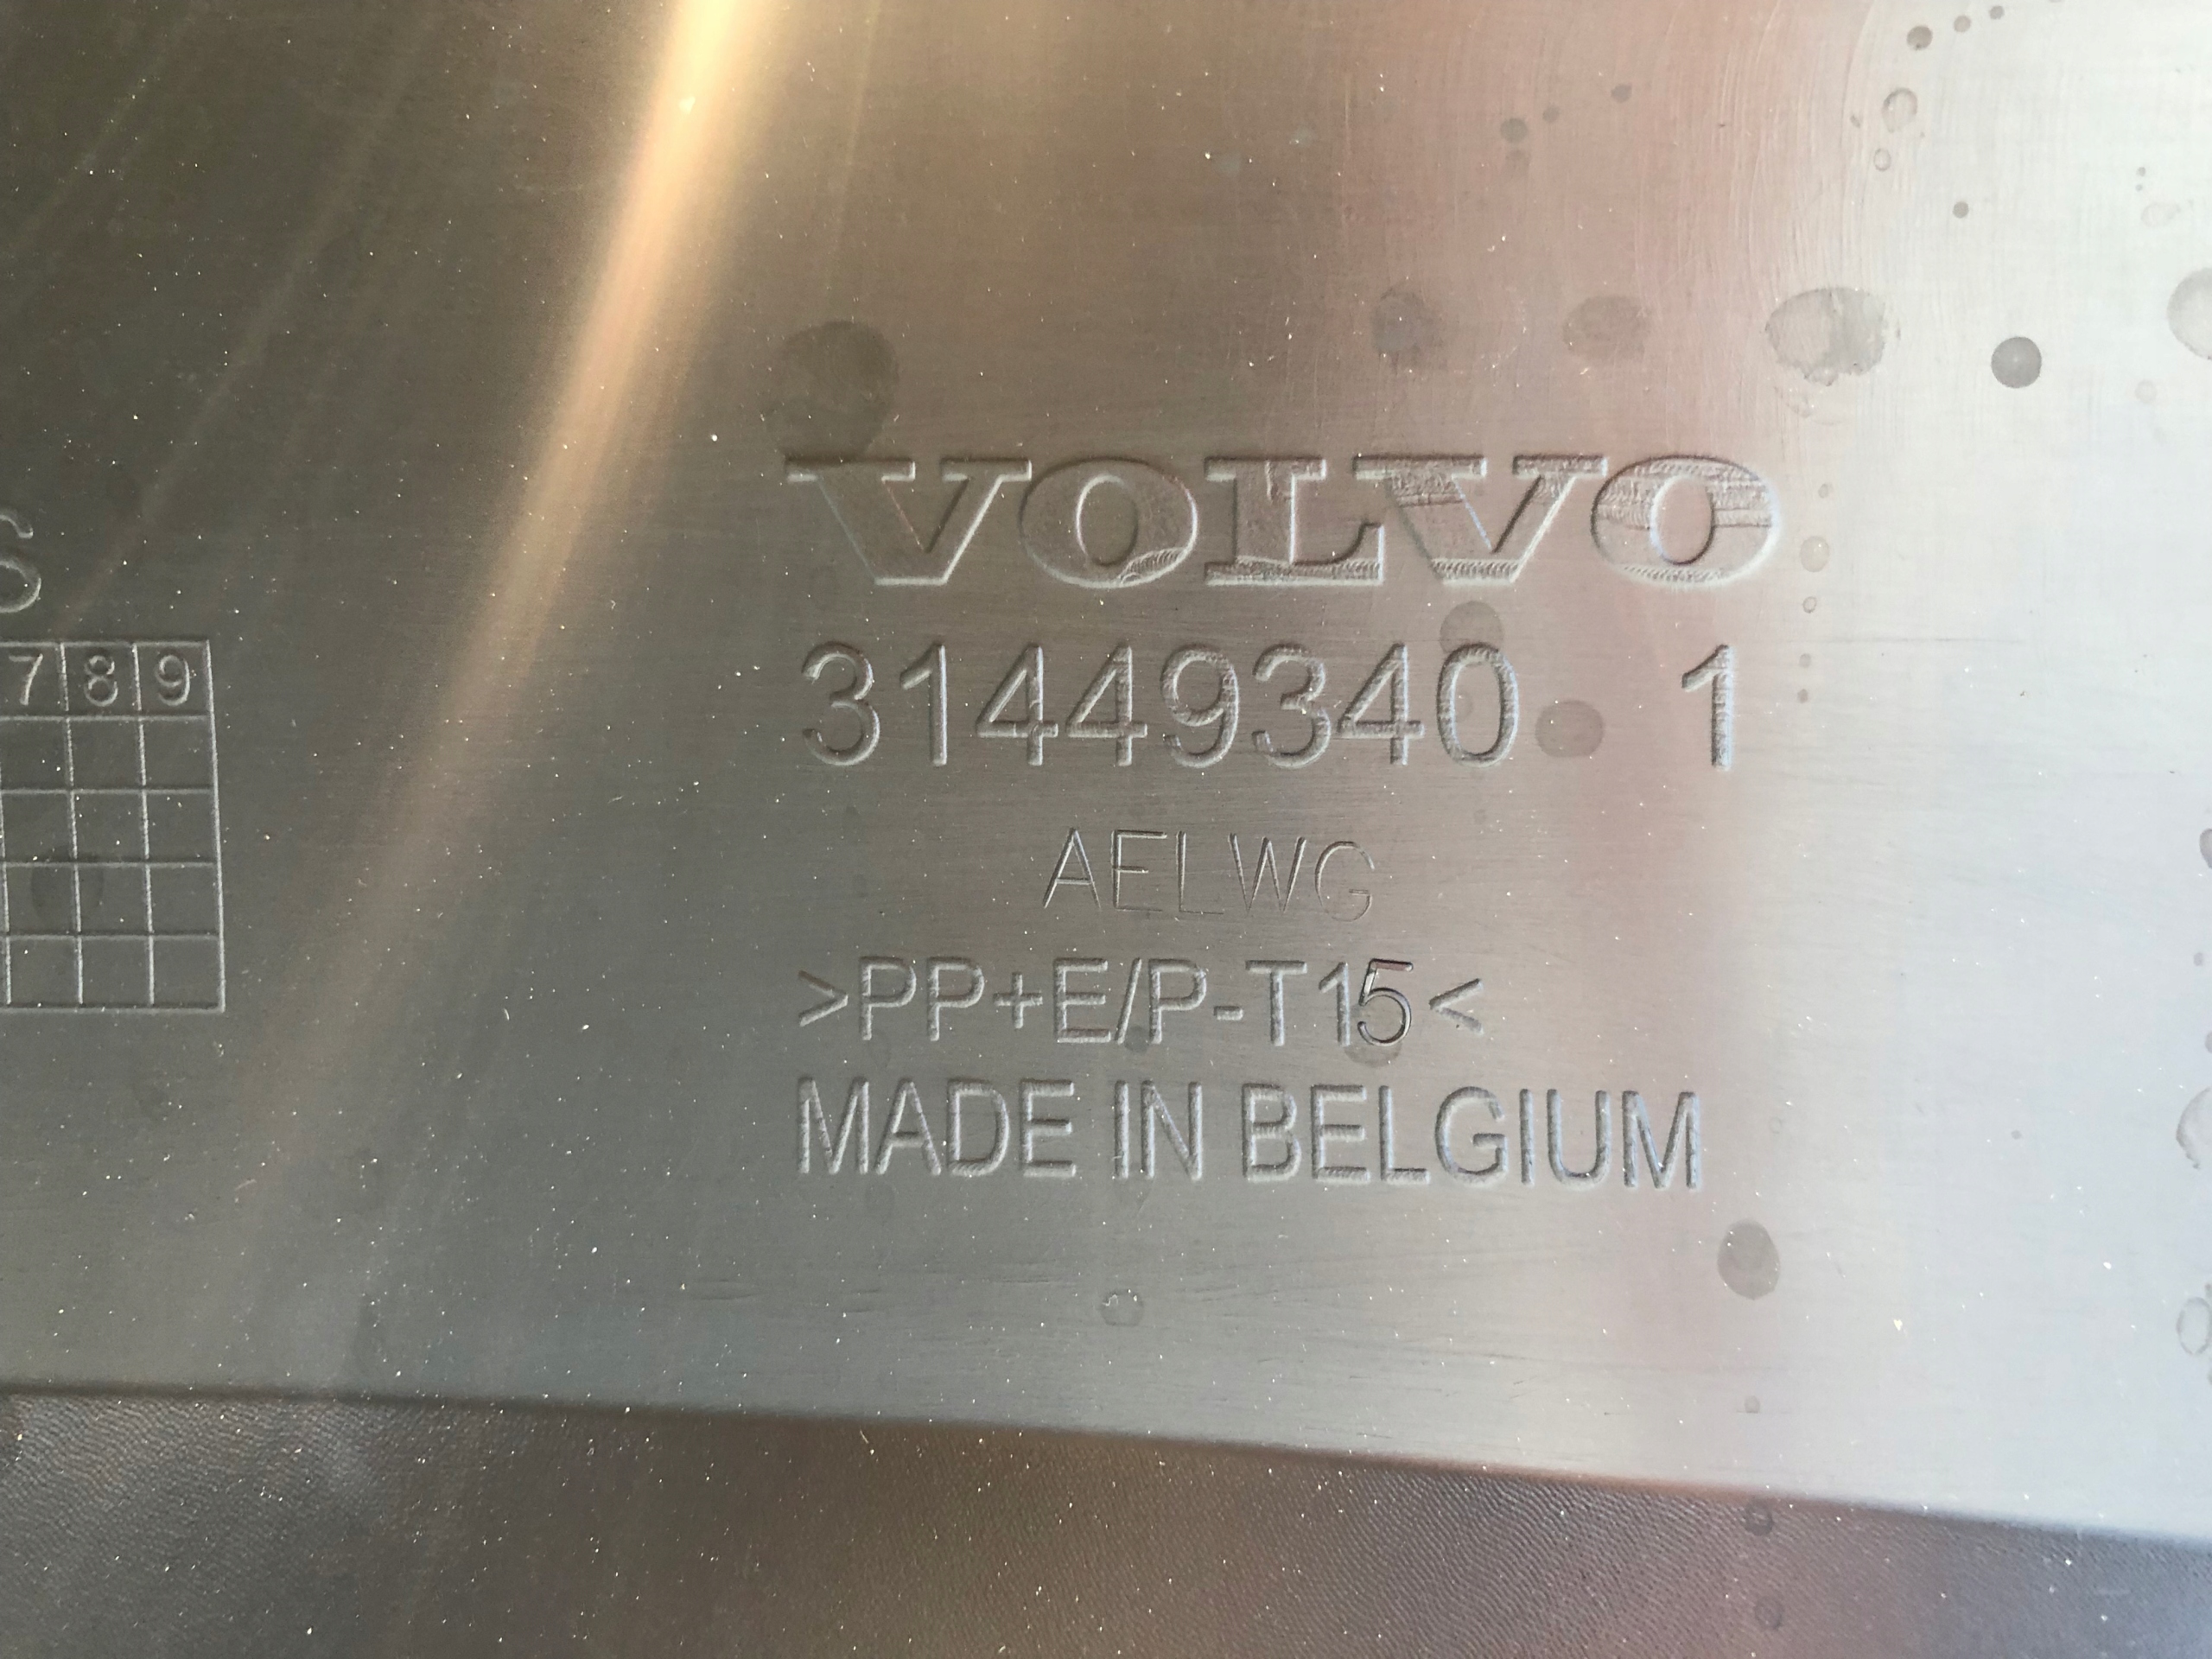 VOLVO
31449340 1
AELWG
>PP+E/P-T15<
MADE IN BELGIUM
S
7 8 9